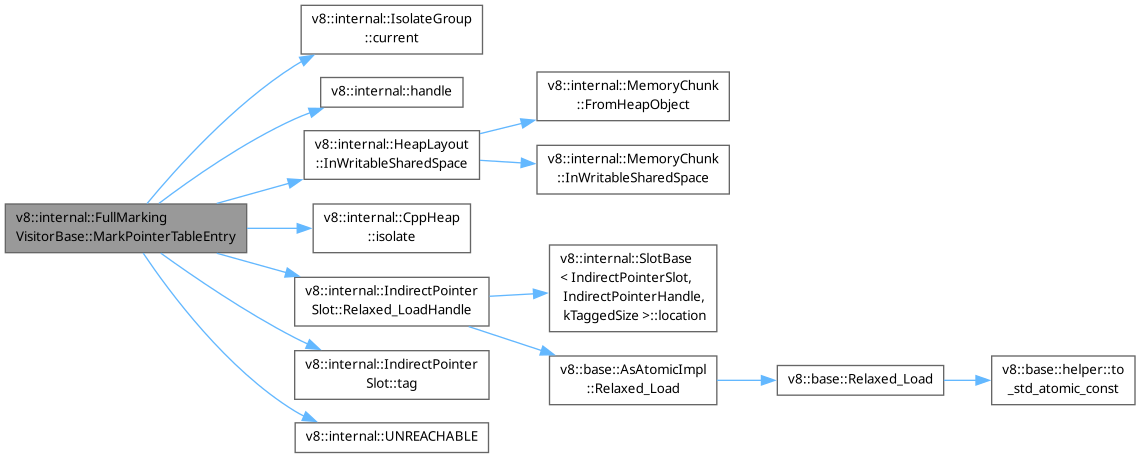 v8::internal::IsolateGroup
::current
v8::internal::handle
v8::internal::MemoryChunk
::FromHeapObject
v8::internal::HeapLayout
::InWritableSharedSpace
v8::internal::MemoryChunk
::InWritableSharedSpace
v8::internal::FullMarking
VisitorBase::MarkPointerTableEntry
v8::internal::CppHeap
::isolate
v8::internal::SlotBase
< IndirectPointerSlot,
IndirectPointerHandle,
kTaggedSize >::location
v8::internal::IndirectPointer
Slot::Relaxed_LoadHandle
v8::internal::IndirectPointer
Slot::tag
v8::base::AsAtomicImpl
::Relaxed_Load
v8::base::Relaxed_Load
v8::base::helper::to
_std_atomic_const
v8::internal::UNREACHABLE